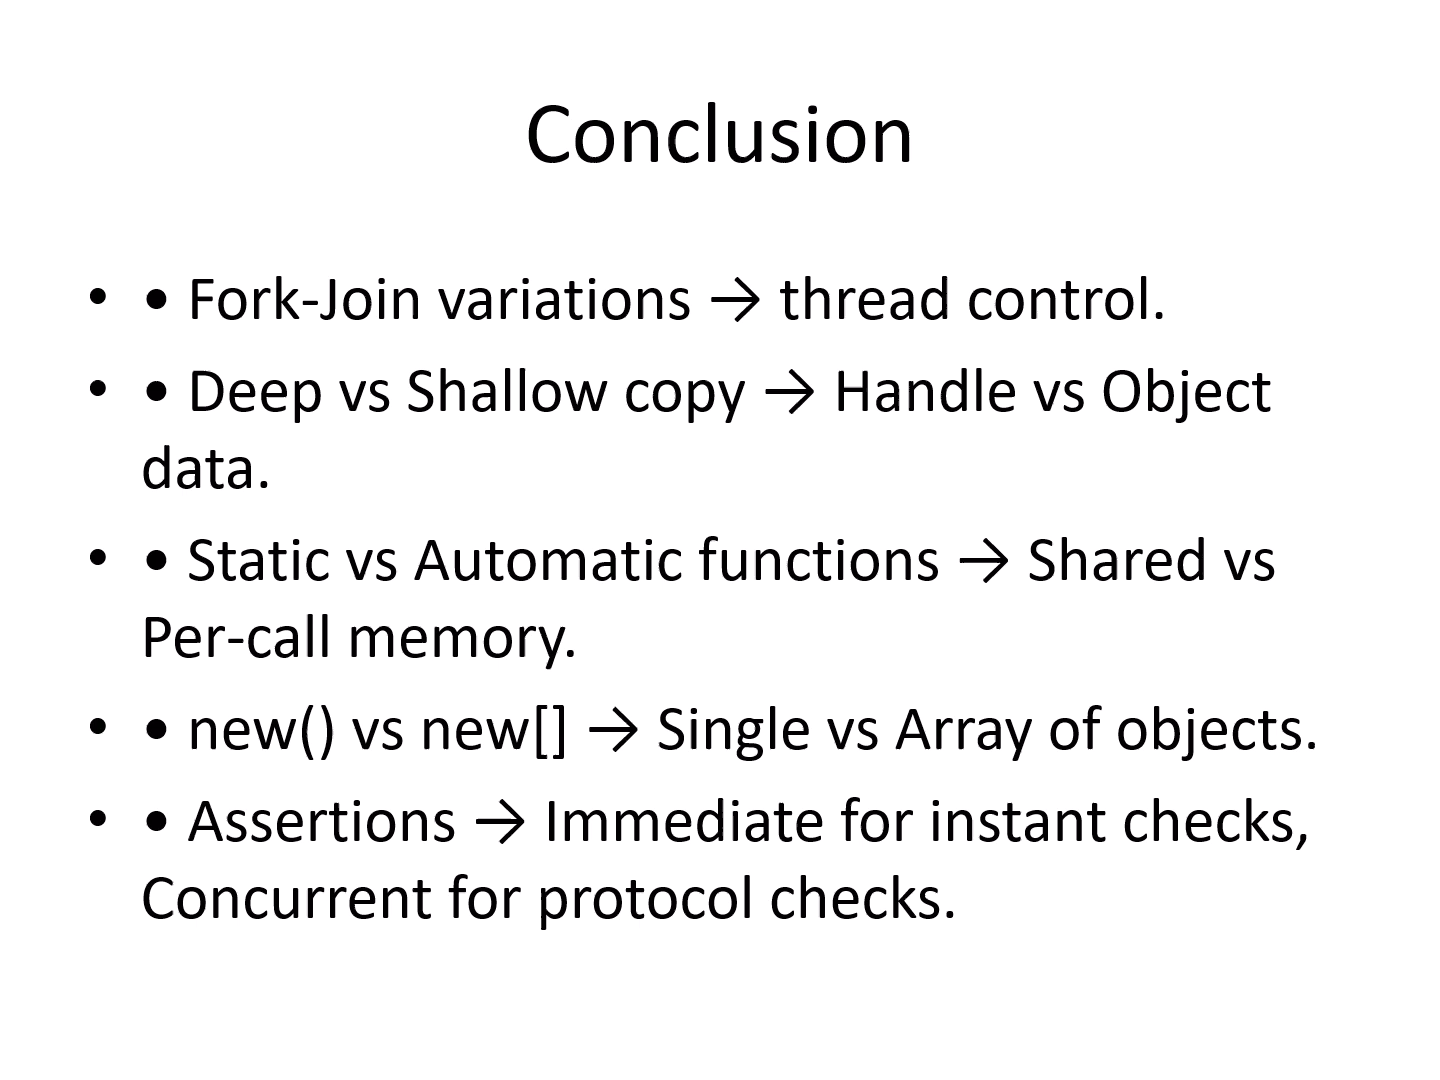 Conclusion
• • Fork-Join variations → thread control.
• • Deep vs Shallow copy → Handle vs Object
data.
• • Static vs Automatic functions → Shared vs
Per-call memory.
• • new() vs new[] → Single vs Array of objects.
• • Assertions → Immediate for instant checks,
Concurrent for protocol checks.